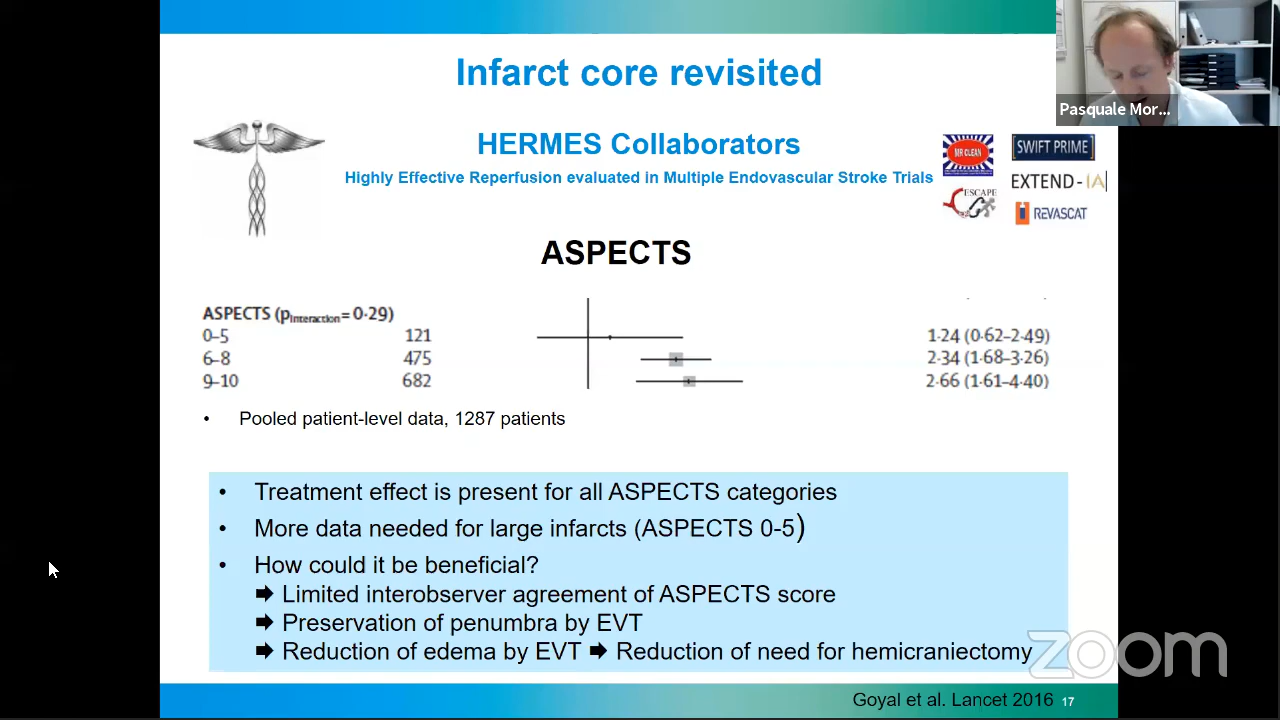 Infarct core revisited
Pasquale Mor...
HERMES Collaborators
Highly Effective Reperfusion evaluated in Multiple Endovascular Stroke Trials
MR CLEAN
SWIFT PRIME
EXTEND-IA
ESCAPE
REVASCAT
ASPECTS
ASPECTS (pinteraction=0·29)
0–5 121 1·24 (0·62–2·49)
6–8 475 2·34 (1·68–3·26)
9–10 682 2·66 (1·61–4·40)
• Pooled patient-level data, 1287 patients
• Treatment effect is present for all ASPECTS categories
• More data needed for large infarcts (ASPECTS 0-5)
• How could it be beneficial?
➡ Limited interobserver agreement of ASPECTS score
➡ Preservation of penumbra by EVT
➡ Reduction of edema by EVT ➡ Reduction of need for hemicraniectomy
zoom
Goyal et al. Lancet 2016 17